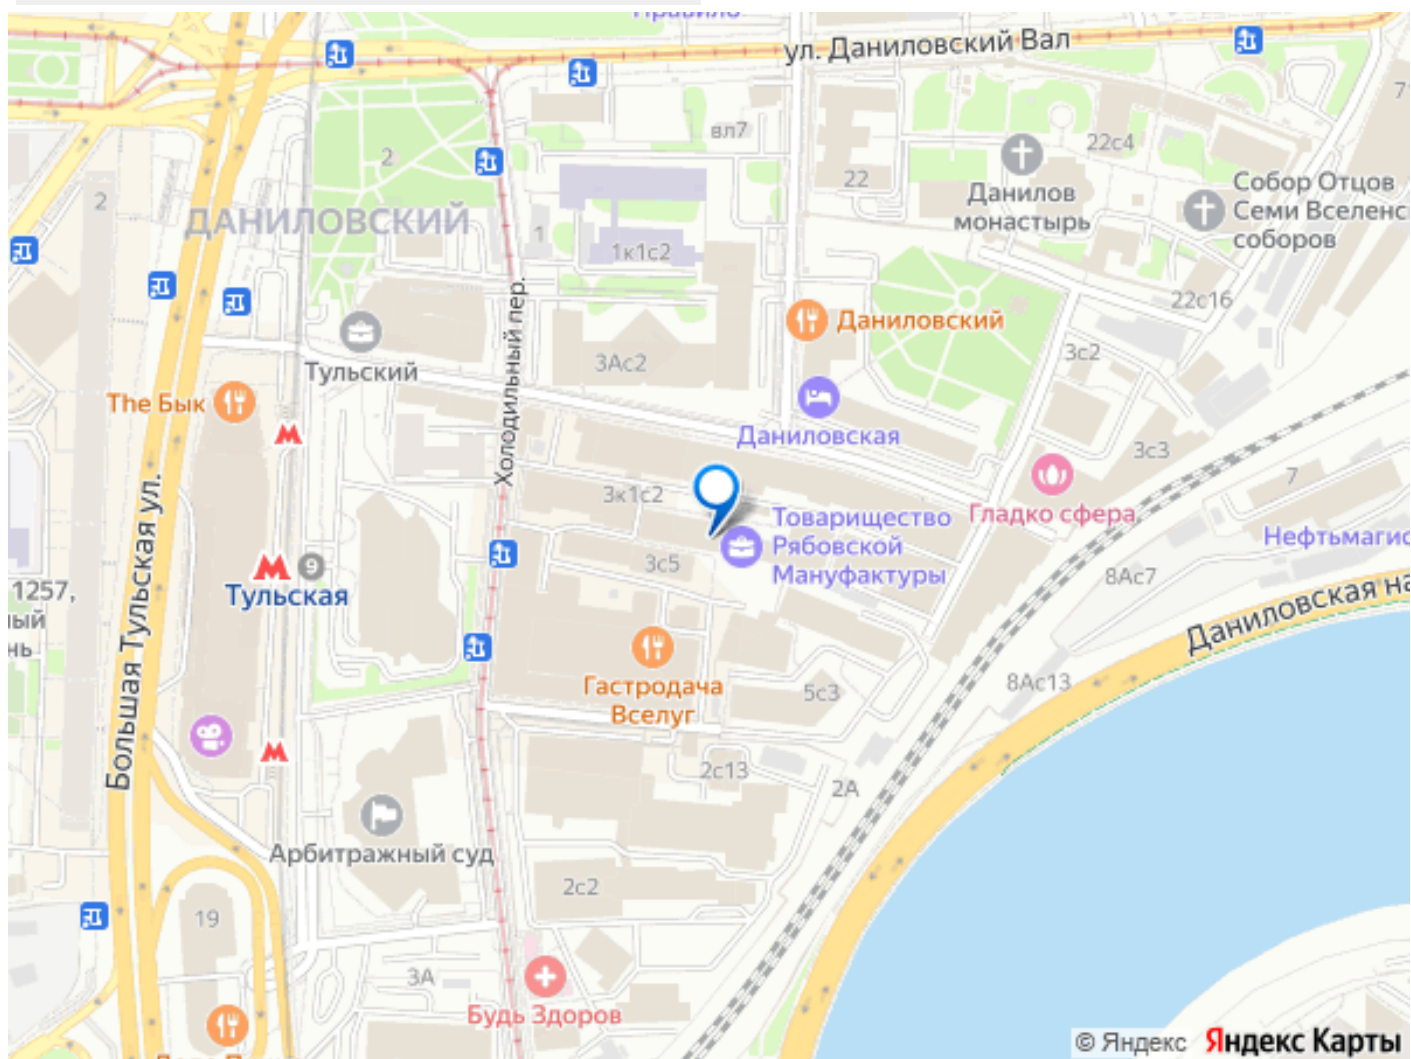 Правило
ул. Даниловский Вал
вл7
22с4
2
22
2
Данилов
монастырь
Собор Отцов
Семи Вселенс
соборов
ДАНИЛОВСКИЙ
1
1к1с2
22с16
Холодильный пер.
Даниловский
3с2
3Ас2
Тульский
The Бык
Даниловская
3с3
7
3к1с2
Товарищество
Рябовской
Мануфактуры
Гладко сфера
Нефтьмагис
3с5
8Ас7
9
Тульская
1257,
Большая Тульская ул.
Даниловская на
Гастродача
Вселуг
5с3
8Ас13
2с13
2А
Арбитражный суд
2с2
19
3А
Будь Здоров
© Яндекс Яндекс Карты